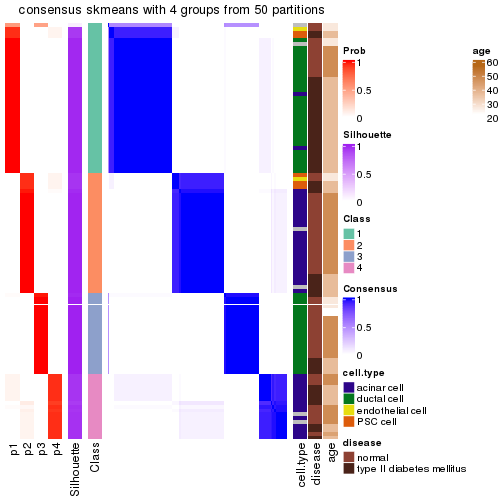 consensus skmeans with 4 groups from 50 partitions
Prob
1
0.5
0
age
60
50
40
30
20
Silhouette
1
0.5
0
Class
1
2
3
4
Consensus
1
0.5
0
cell.type
acinar cell
ductal cell
endothelial cell
PSC cell
disease
normal
type II diabetes mellitus
p1
p2
p3
p4
Silhouette
Class
cell.type
disease
age